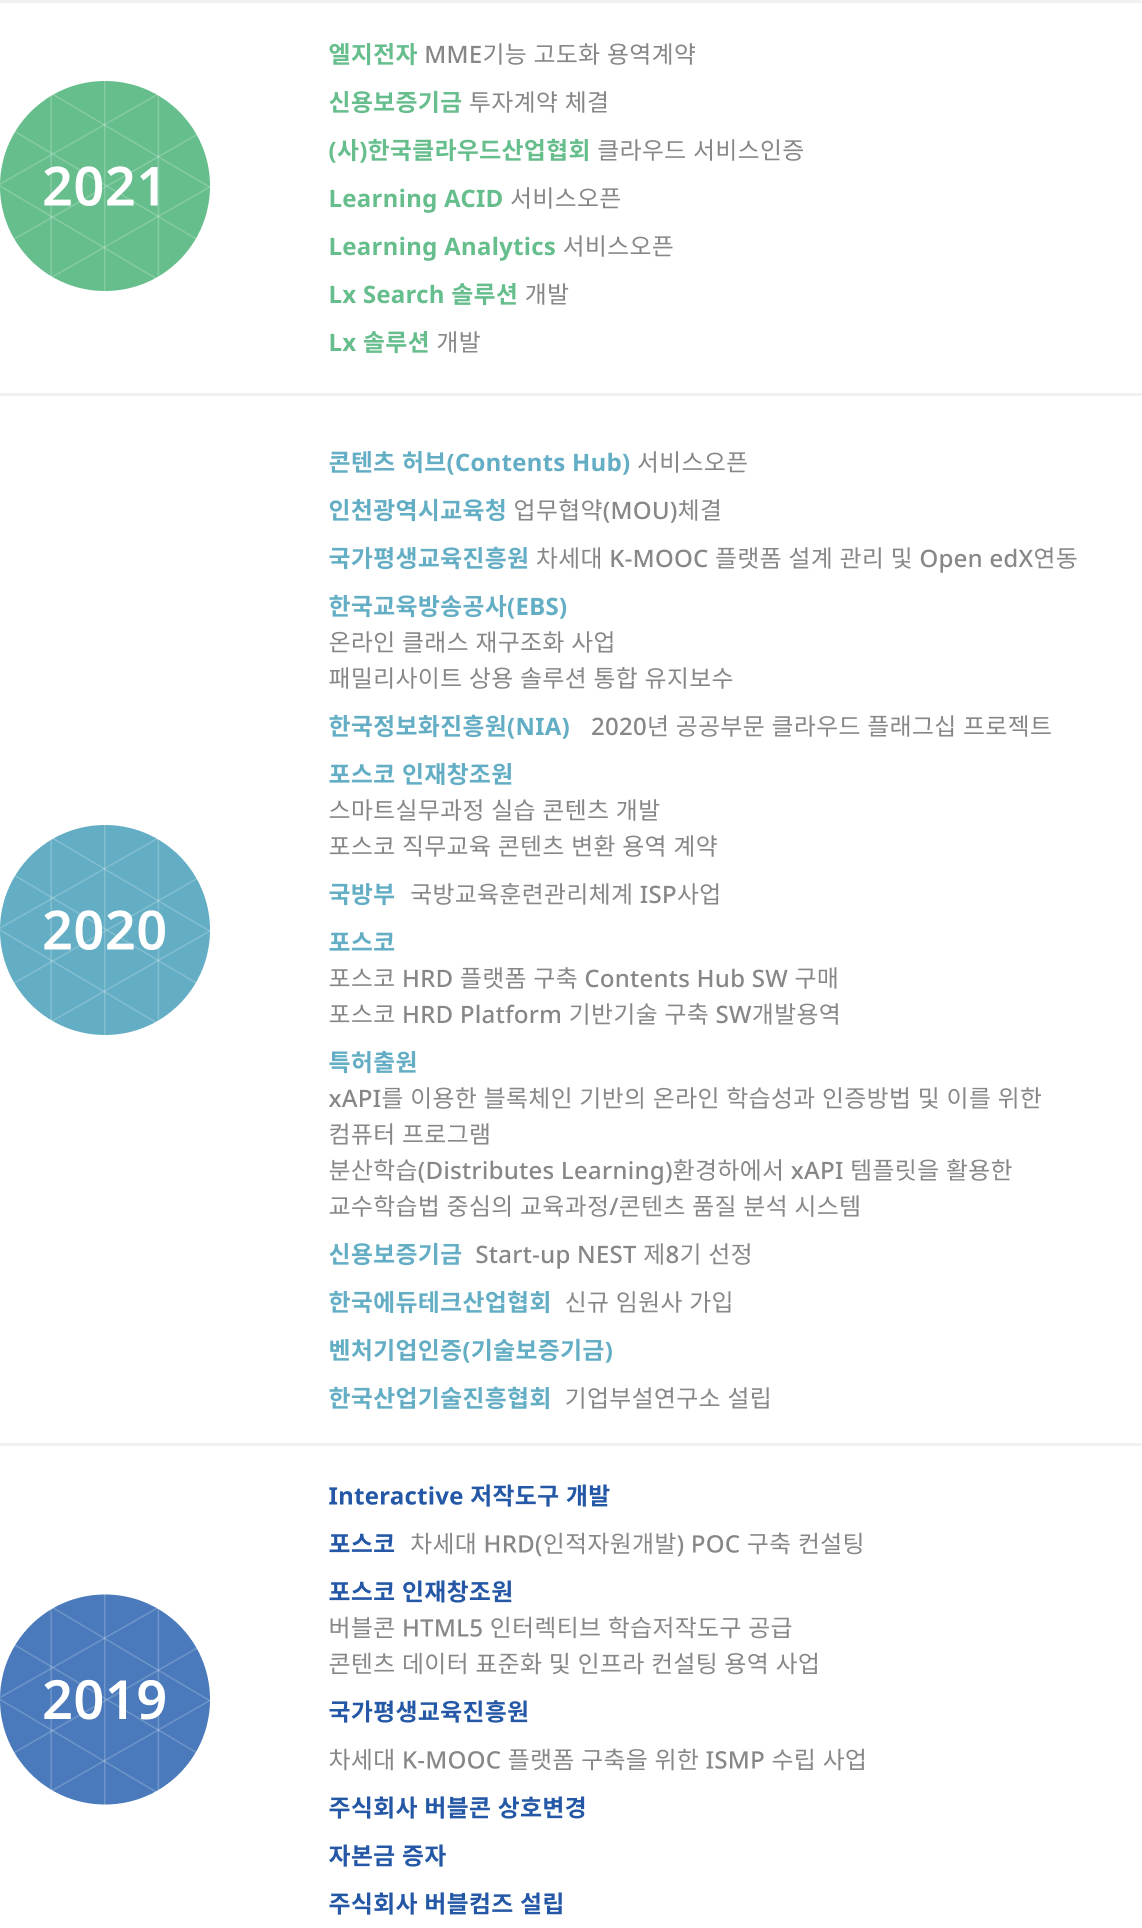 2021
엘지전자 MME기능 고도화 용역계약
신용보증기금 투자계약 체결
(사)한국클라우드산업협회 클라우드 서비스인증
Learning ACID 서비스오픈
Learning Analytics 서비스오픈
Lx Search 솔루션 개발
Lx 솔루션 개발
2020
콘텐츠 허브(Contents Hub) 서비스오픈
인천광역시교육청 업무협약(MOU)체결
국가평생교육진흥원 차세대 K-MOOC 플랫폼 설계 관리 및 Open edX연동
한국교육방송공사(EBS)
온라인 클래스 재구조화 사업
패밀리사이트 상용 솔루션 통합 유지보수
한국정보화진흥원(NIA) 2020년 공공부문 클라우드 플래그십 프로젝트
포스코 인재창조원
스마트실무과정 실습 콘텐츠 개발
포스코 직무교육 콘텐츠 변환 용역 계약
국방부 국방교육훈련관리체계 ISP사업
포스코
포스코 HRD 플랫폼 구축 Contents Hub SW 구매
포스코 HRD Platform 기반기술 구축 SW개발용역
특허출원
xAPI를 이용한 블록체인 기반의 온라인 학습성과 인증방법 및 이를 위한
컴퓨터 프로그램
분산학습(Distributes Learning)환경하에서 xAPI 템플릿을 활용한
교수학습법 중심의 교육과정/콘텐츠 품질 분석 시스템
신용보증기금 Start-up NEST 제8기 선정
한국에듀테크산업협회 신규 임원사 가입
벤처기업인증(기술보증기금)
한국산업기술진흥협회 기업부설연구소 설립
2019
Interactive 저작도구 개발
포스코 차세대 HRD(인적자원개발) POC 구축 컨설팅
포스코 인재창조원
버블콘 HTML5 인터렉티브 학습저작도구 공급
콘텐츠 데이터 표준화 및 인프라 컨설팅 용역 사업
국가평생교육진흥원
차세대 K-MOOC 플랫폼 구축을 위한 ISMP 수립 사업
주식회사 버블콘 상호변경
자본금 증자
주식회사 버블컴즈 설립